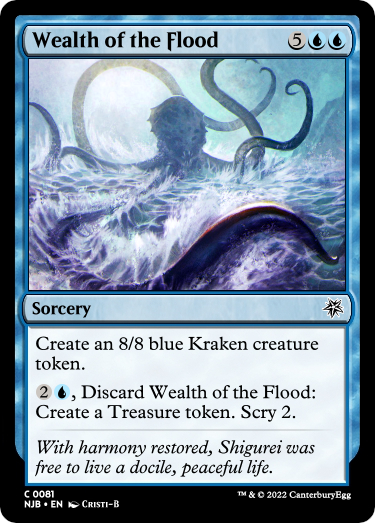 Wealth of the Flood 5
Sorcery
Create an 8/8 blue Kraken creature
token.
2, Discard Wealth of the Flood:
Create a Treasure token. Scry 2.
With harmony restored, Shigurei was
free to live a docile, peaceful life.
C 0081
NJB • EN Cristi-B
™ & © 2022 CanterburyEgg